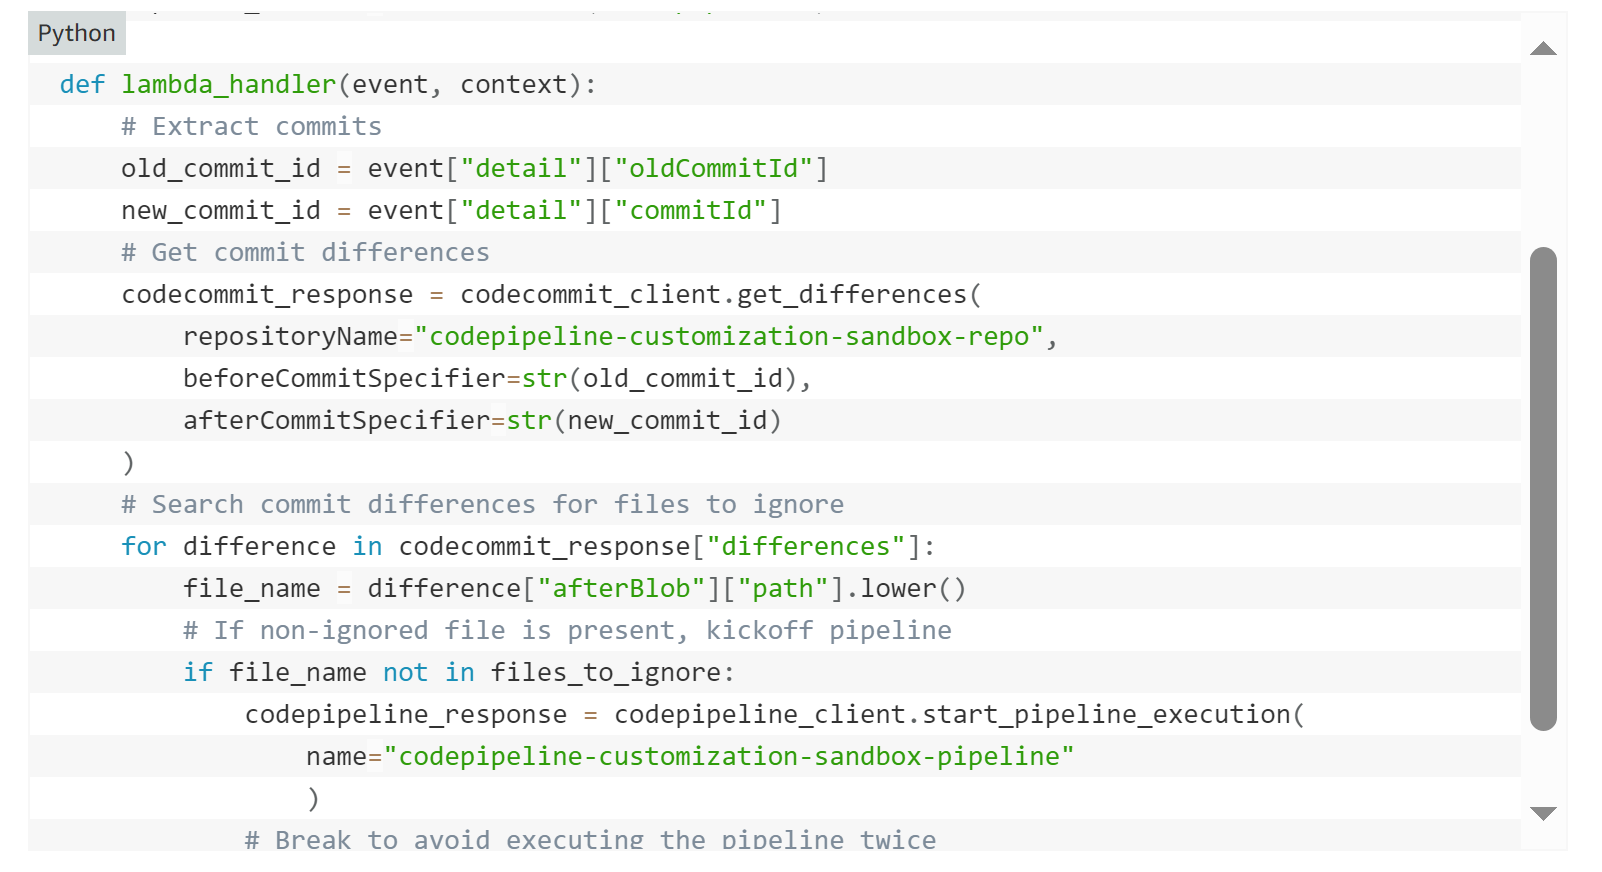 Python
def lambda_handler(event, context):
# Extract commits
old_commit_id = event["detail"]["oldCommitId"]
new_commit_id = event["detail"]["commitId"]
# Get commit differences
codecommit_response = codecommit_client.get_differences(
repositoryName="codepipeline-customization-sandbox-repo",
beforeCommitSpecifier=str(old_commit_id),
afterCommitSpecifier=str(new_commit_id)
)
# Search commit differences for files to ignore
for difference in codecommit_response["differences"]:
file_name = difference["afterBlob"]["path"].lower()
# If non-ignored file is present, kickoff pipeline
if file_name not in files_to_ignore:
codepipeline_response = codepipeline_client.start_pipeline_execution(
name="codepipeline-customization-sandbox-pipeline"
)
# Break to avoid executing the pipeline twice